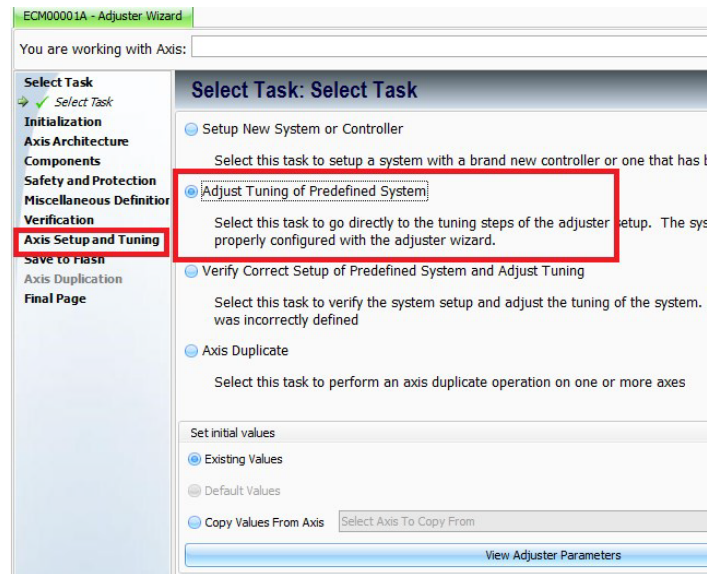 ECM00001A - Adjuster Wizard
You are working with Axis:
Select Task
Select Task
Initialization
Axis Architecture
Components
Safety and Protection
Miscellaneous Definition
Verification
Axis Setup and Tuning
Save to Flash
Axis Duplication
Final Page
Select Task: Select Task
Setup New System or Controller
Select this task to setup a system with a brand new controller or one that has b
Adjust Tuning of Predefined System
Select this task to go directly to the tuning steps of the adjuster setup. The sys
properly configured with the adjuster wizard.
Verify Correct Setup of Predefined System and Adjust Tuning
Select this task to verify the system setup and adjust the tuning of the system.
was incorrectly defined
Axis Duplicate
Select this task to perform an axis duplicate operation on one or more axes
Set initial values
Existing Values
Default Values
Copy Values From Axis Select Axis To Copy From
View Adjuster Parameters